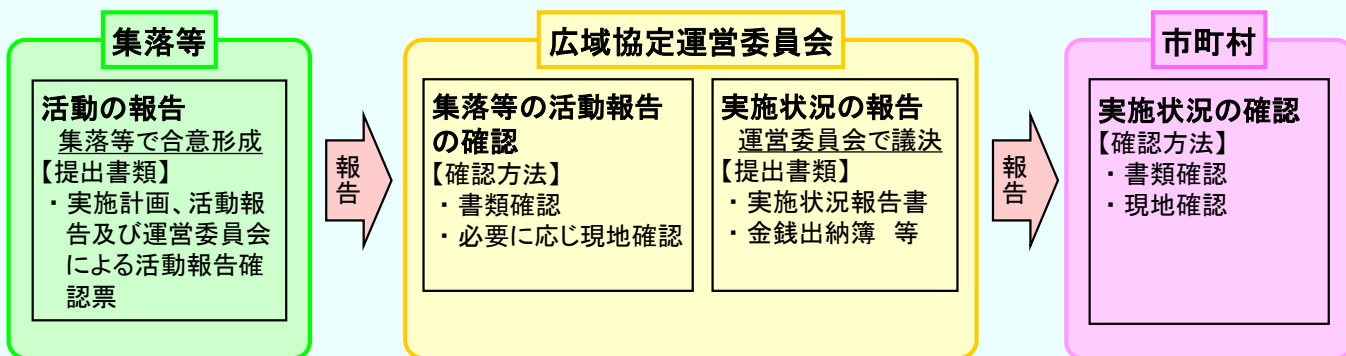 集落等
活動の報告
集落等で合意形成
【提出書類】
・実施計画、活動報
告及び運営委員会
による活動報告確
認票
報告
広域協定運営委員会
集落等の活動報告
の確認
【確認方法】
・書類確認
・必要に応じ現地確認
実施状況の報告
運営委員会で議決
【提出書類】
・実施状況報告書
・金銭出納簿 等
報告
市町村
実施状況の確認
【確認方法】
・書類確認
・現地確認